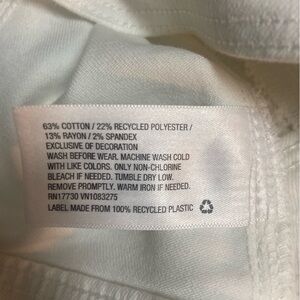 63% COTTON / 22% RECYCLED POLYESTER /
13% RAYON / 2% SPANDEX
EXCLUSIVE OF DECORATION
WASH BEFORE WEAR. MACHINE WASH COLD
WITH LIKE COLORS. ONLY NON-CHLORINE
BLEACH IF NEEDED. TUMBLE DRY LOW.
REMOVE PROMPTLY. WARM IRON IF NEEDED.
RN17730 VN1083275
LABEL MADE FROM 100% RECYCLED PLASTIC